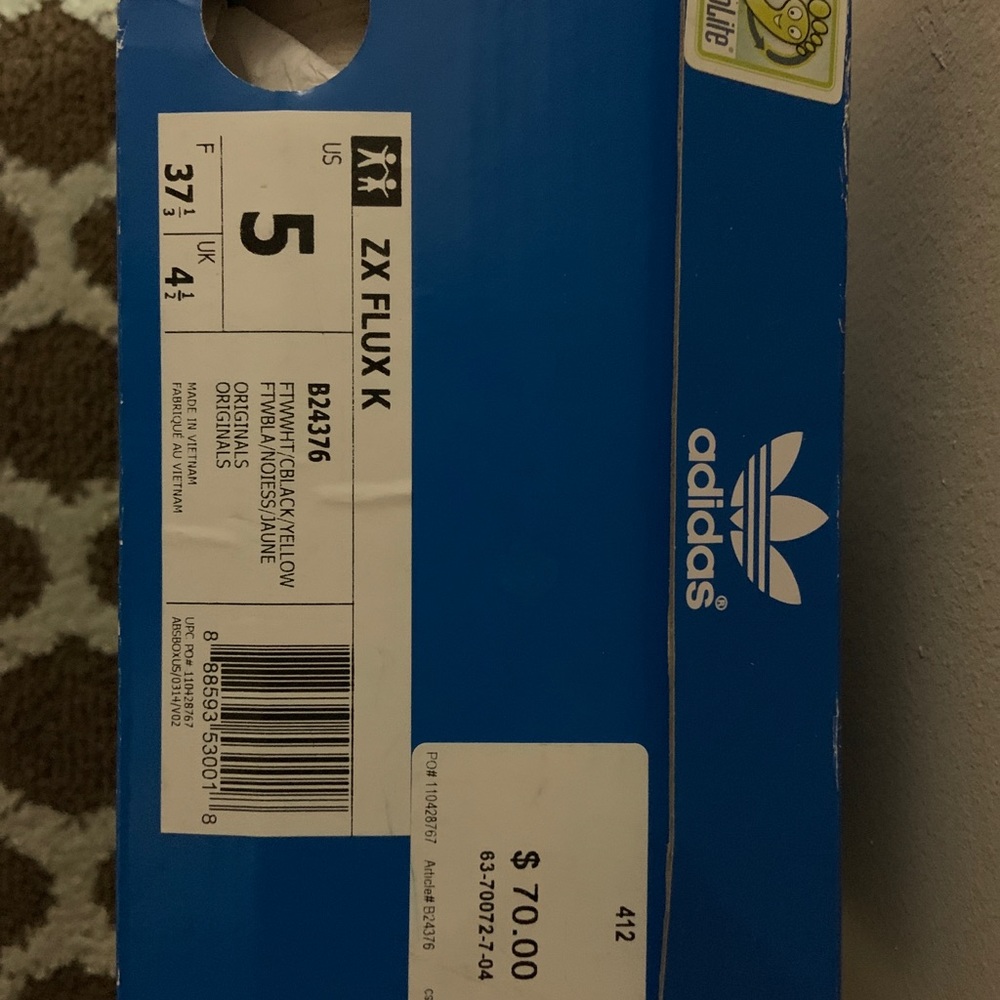 ZX FLUX K
US
5
F
37 1/3
UK
4 1/2
B24376
FTWWHT/CBLACK/YELLOW
FTWBLA/NOIESS/JAUNE
ORIGINALS
ORIGINALS
MADE IN VIETNAM
FABRIQUÉ AU VIETNAM
8 88593 53001 8
UPC PO# 110428767
ABSBOXUS/0314/V02
adidas®
412
$ 70.00
63-70072-7-04
PO# 110428767 Article# B24376
Lite®